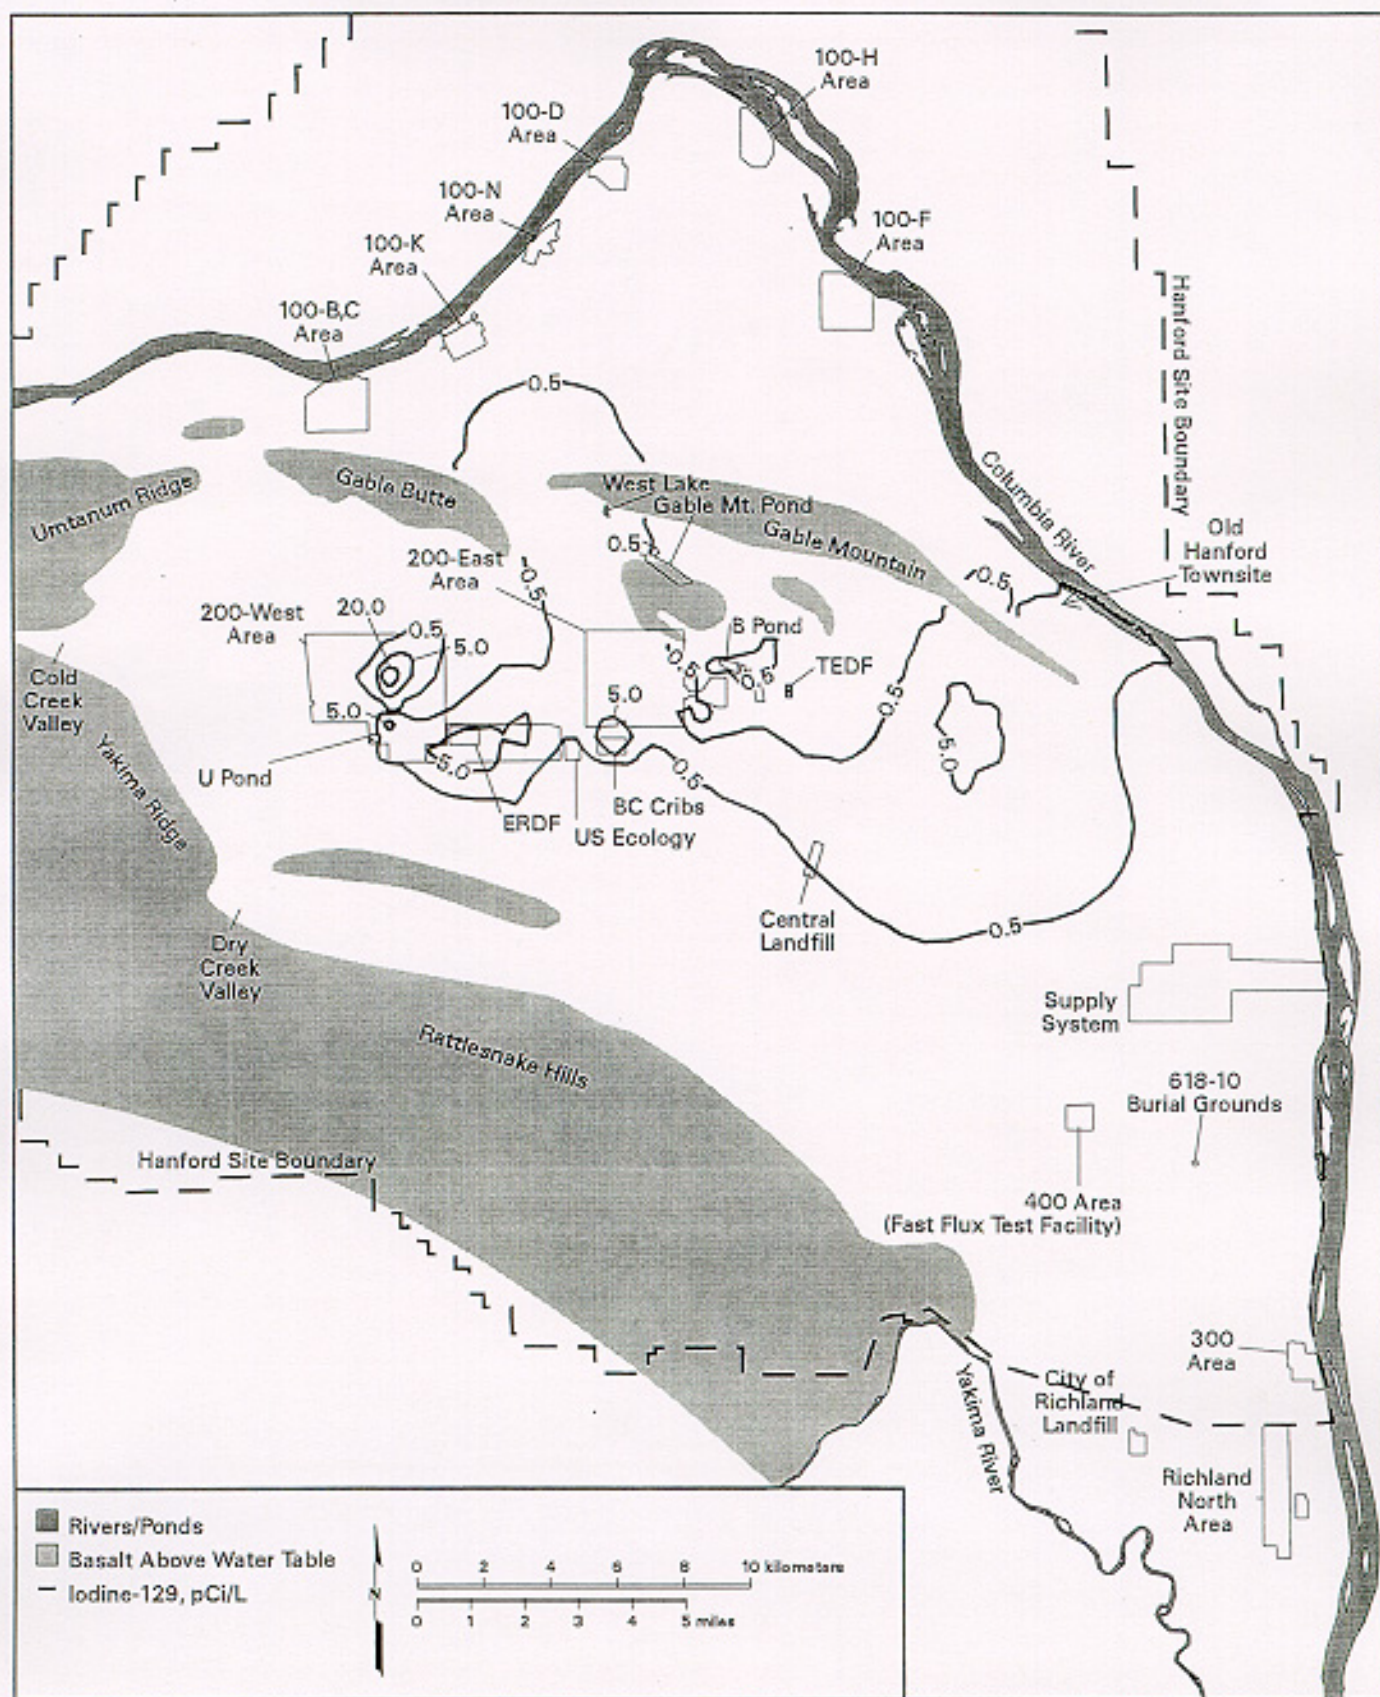 100-H
Area
100-D
Area
100-N
Area
100-F
Area
100-K
Area
100-B,C
Area
Hanford Site Boundary
0.5
Columbia River
Umtanum Ridge
Gable Butte
West Lake
Gable Mt. Pond
Gable Mountain
Old
Hanford
Townsite
0.5
200-East
Area
0.5
0.5
200-West
Area
20.0
0.5
5.0
B Pond
0.5
0.5
TEDF
Cold
Creek
Valley
5.0
5.0
0.5
5.0
Yakima Ridge
U Pond
5.0
0.5
ERDF
BC Cribs
US Ecology
Central
Landfill
0.5
Dry
Creek
Valley
Supply
System
Rattlesnake Hills
618-10
Burial Grounds
Hanford Site Boundary
400 Area
(Fast Flux Test Facility)
300
Area
City of
Richland
Landfill
Yakima River
Richland
North
Area
Rivers/Ponds
Basalt Above Water Table
Iodine-129, pCi/L
N
0 2 4 6 8 10 kilometers
0 1 2 3 4 5 miles